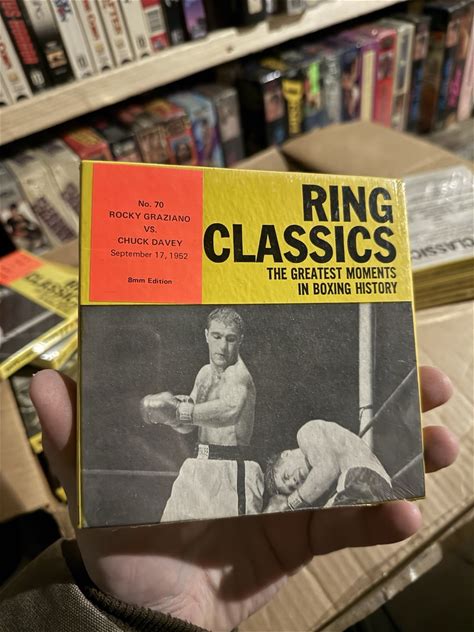 No. 70
ROCKY GRAZIANO
VS.
CHUCK DAVEY
September 17, 1952
8mm Edition
RING
CLASSICS
THE GREATEST MOMENTS
IN BOXING HISTORY